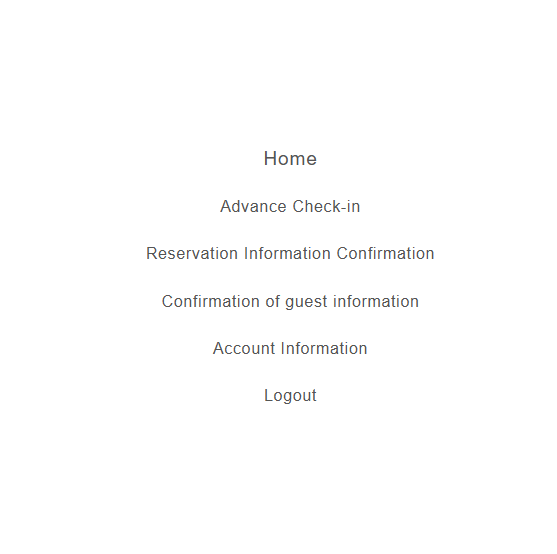 Home
Advance Check-in
Reservation Information Confirmation
Confirmation of guest information
Account Information
Logout